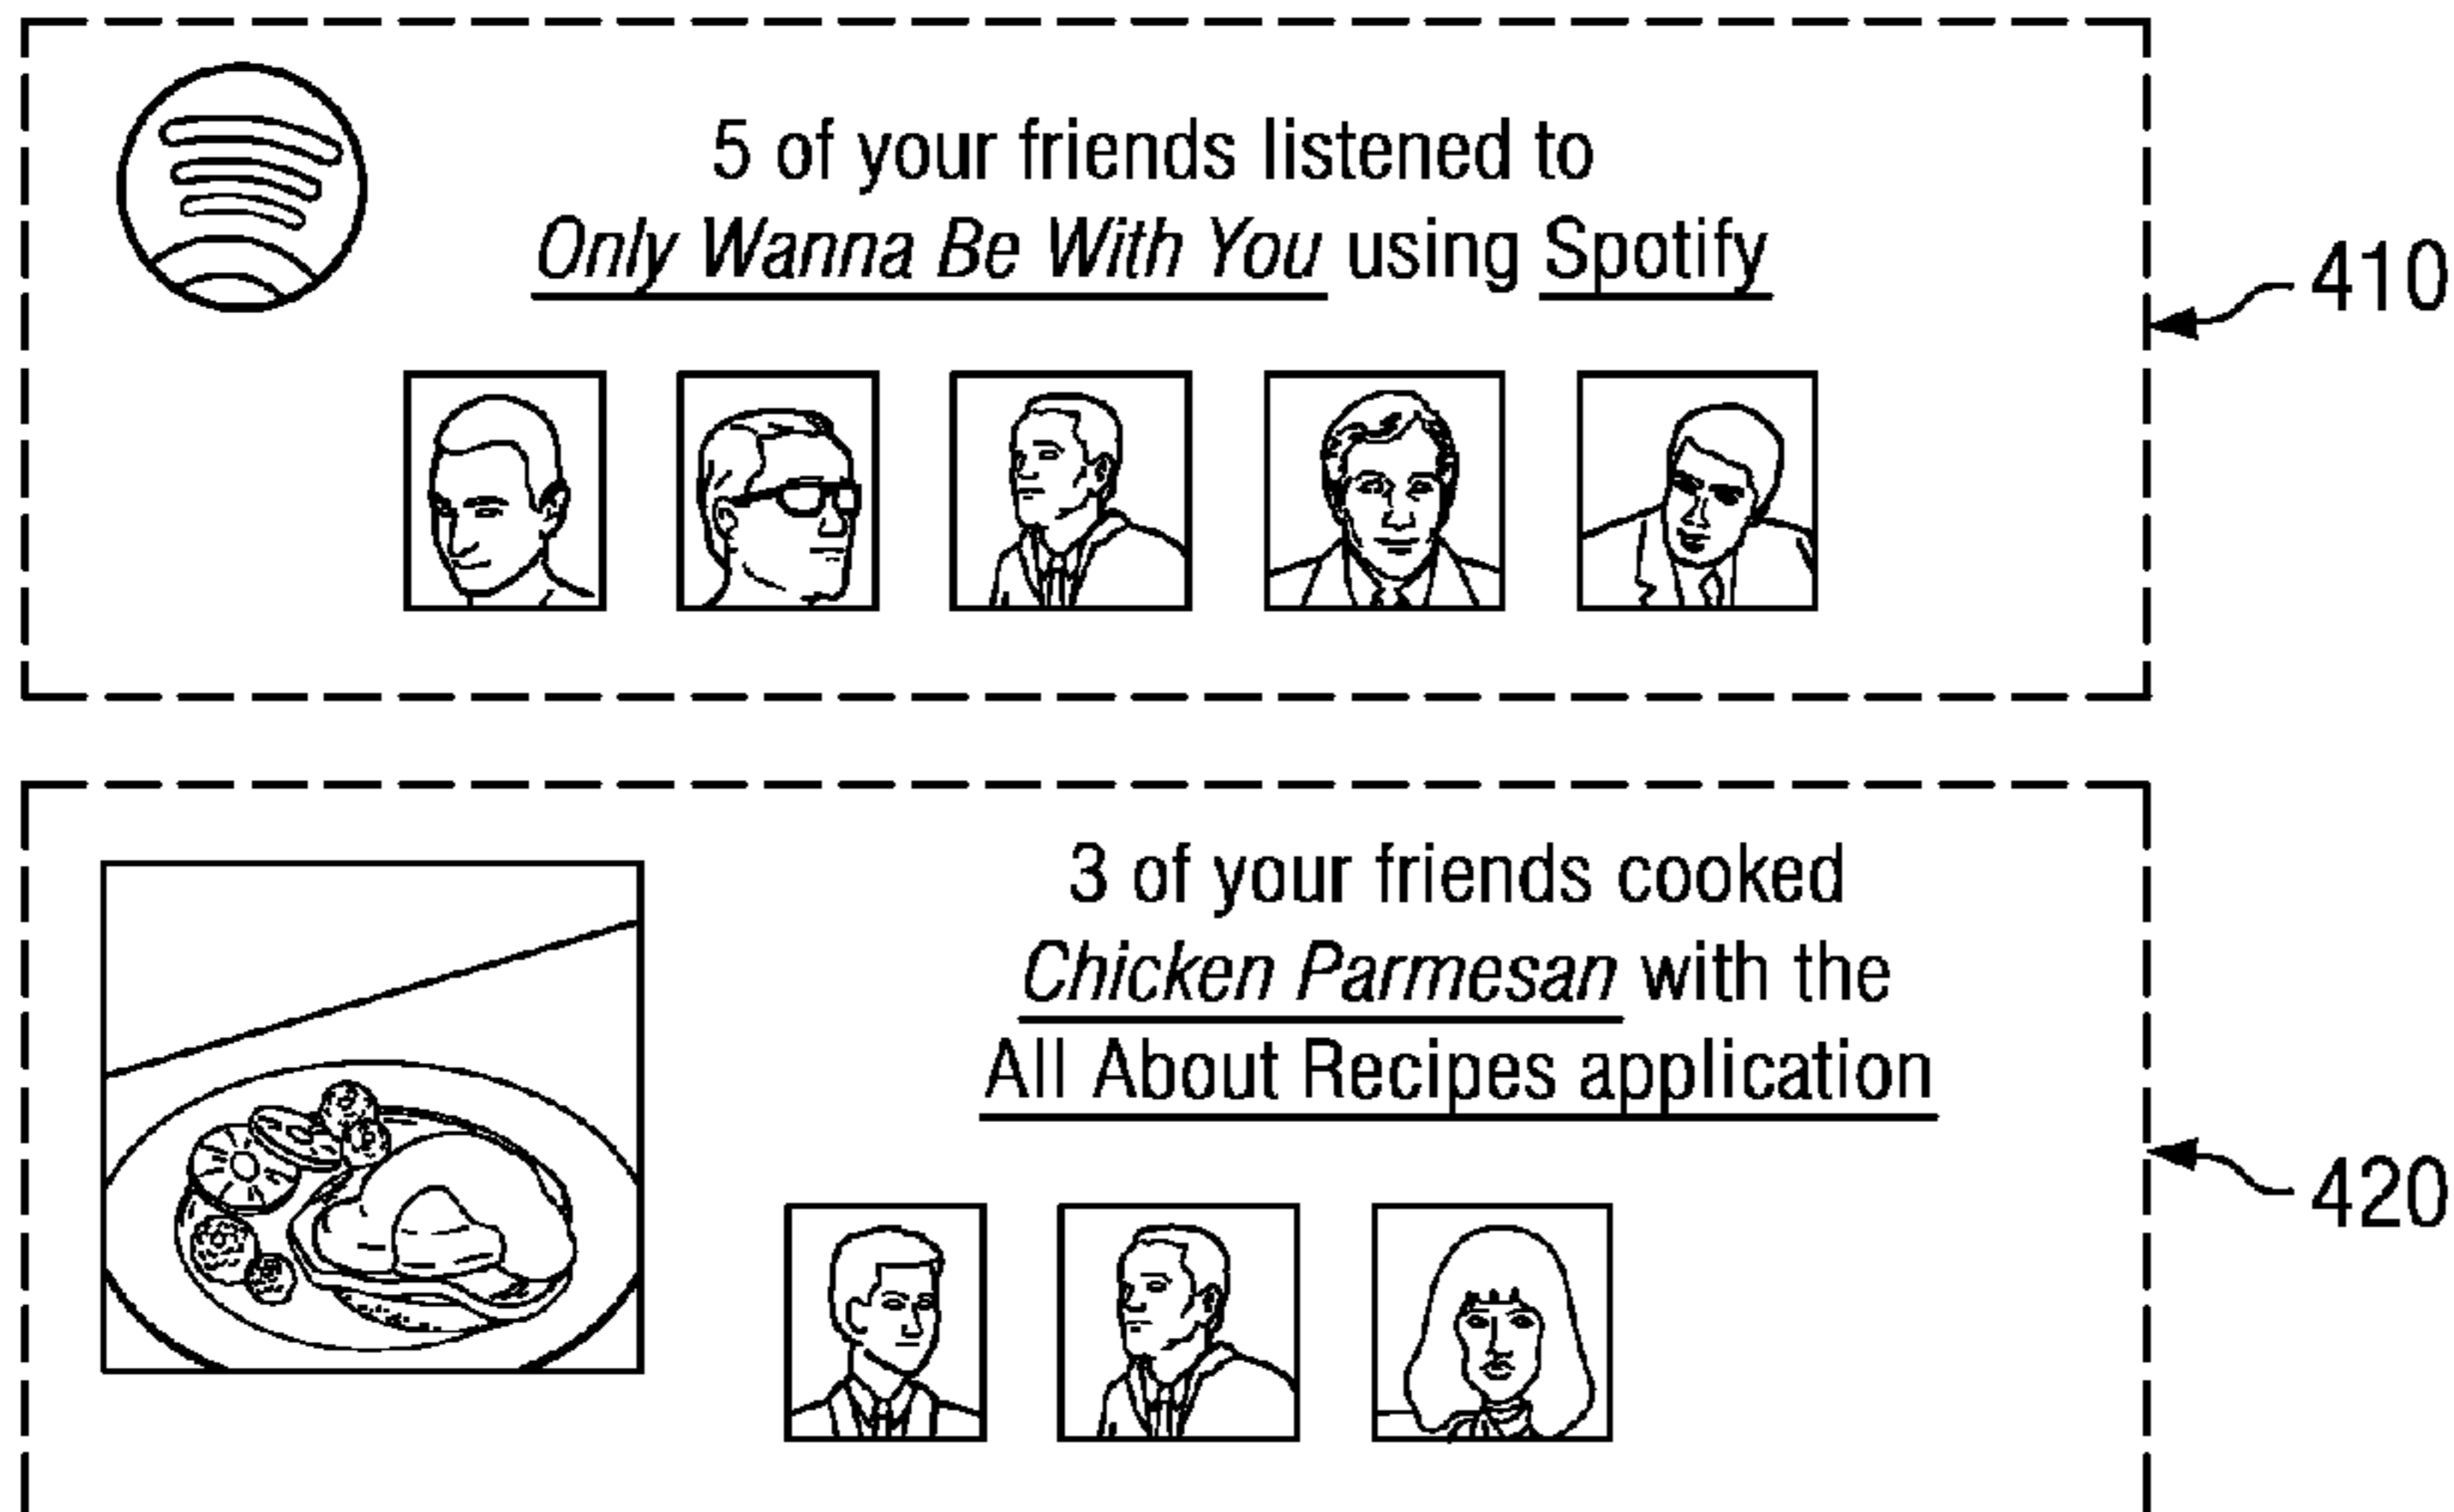 5 of your friends listened to
Only Wanna Be With You using Spotify
410
3 of your friends cooked
Chicken Parmesan with the
All About Recipes application
420